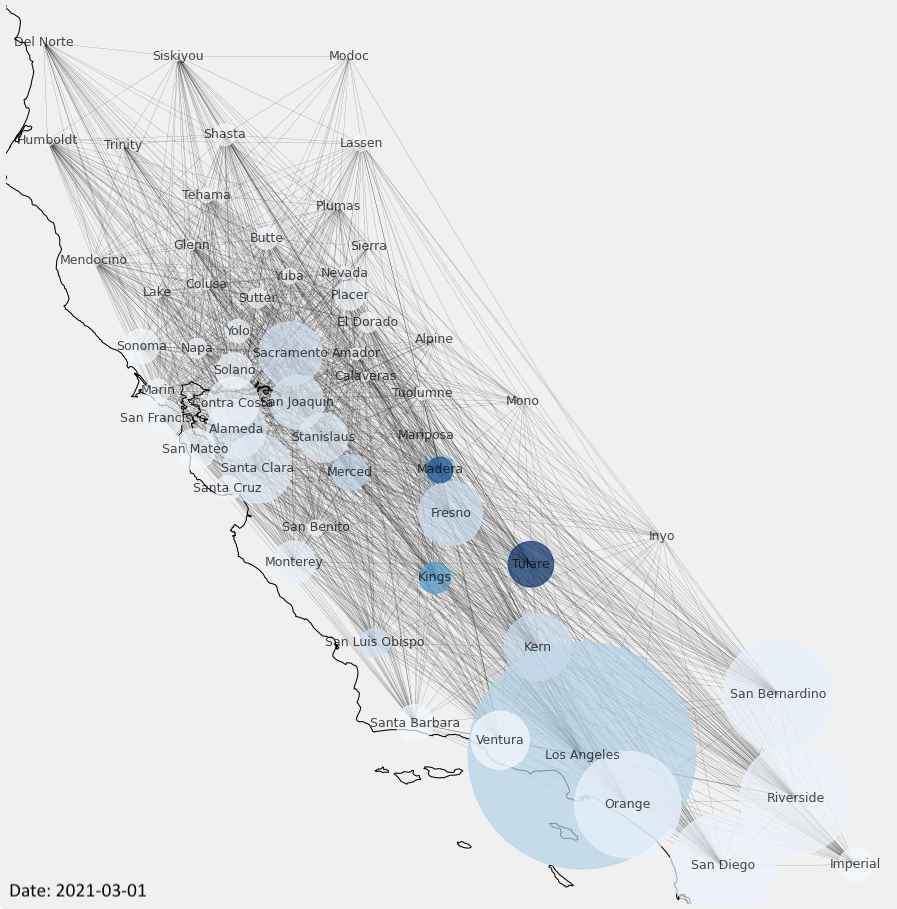 Del Norte
Siskiyou
Modoc
Shasta
Humboldt
Trinity
Lassen
Tehama
Plumas
Butte
Glenn
Sierra
Mendocino
Nevada
Yuba
Colusa
Lake
Placer
Sutter
El Dorado
Yolo
Alpine
Sonoma
Napa
Sacramento
Amador
Solano
Calaveras
Marin
Tuolumne
Contra Costa
San Joaquin
Mono
San Francis
Alameda
Stanislaus
Mariposa
San Mateo
Santa Clara
Merced
Madera
Santa Cruz
Fresno
San Benito
Inyo
Monterey
Tulare
Kings
San Luis Obispo
Kern
San Bernardino
Santa Barbara
Ventura
Los Angeles
Riverside
Orange
San Diego
Imperial
Date: 2021-03-01